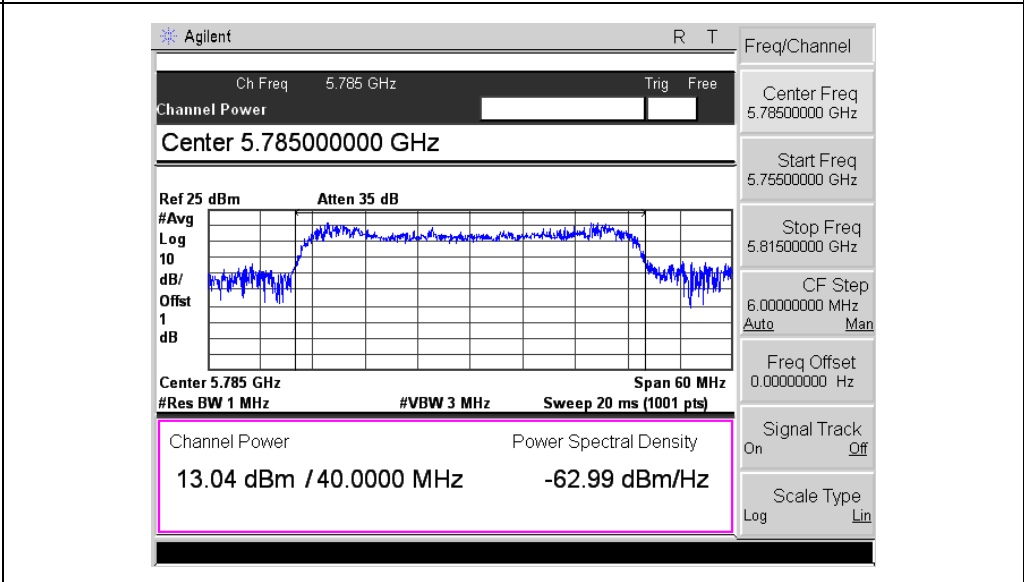 Agilent R T
Ch Freq 5.785 GHz Trig Free
Channel Power
Center 5.785000000 GHz
Ref 25 dBm Atten 35 dB
#Avg
Log
10
dB/
Offst
1
dB
Center 5.785 GHz Span 60 MHz
#Res BW 1 MHz #VBW 3 MHz Sweep 20 ms (1001 pts)
Channel Power Power Spectral Density
13.04 dBm / 40.0000 MHz -62.99 dBm/Hz
Freq/Channel
Center Freq
5.78500000 GHz
Start Freq
5.75500000 GHz
Stop Freq
5.81500000 GHz
CF Step
6.00000000 MHz
Auto Man
Freq Offset
0.00000000 Hz
Signal Track
On Off
Scale Type
Log Lin